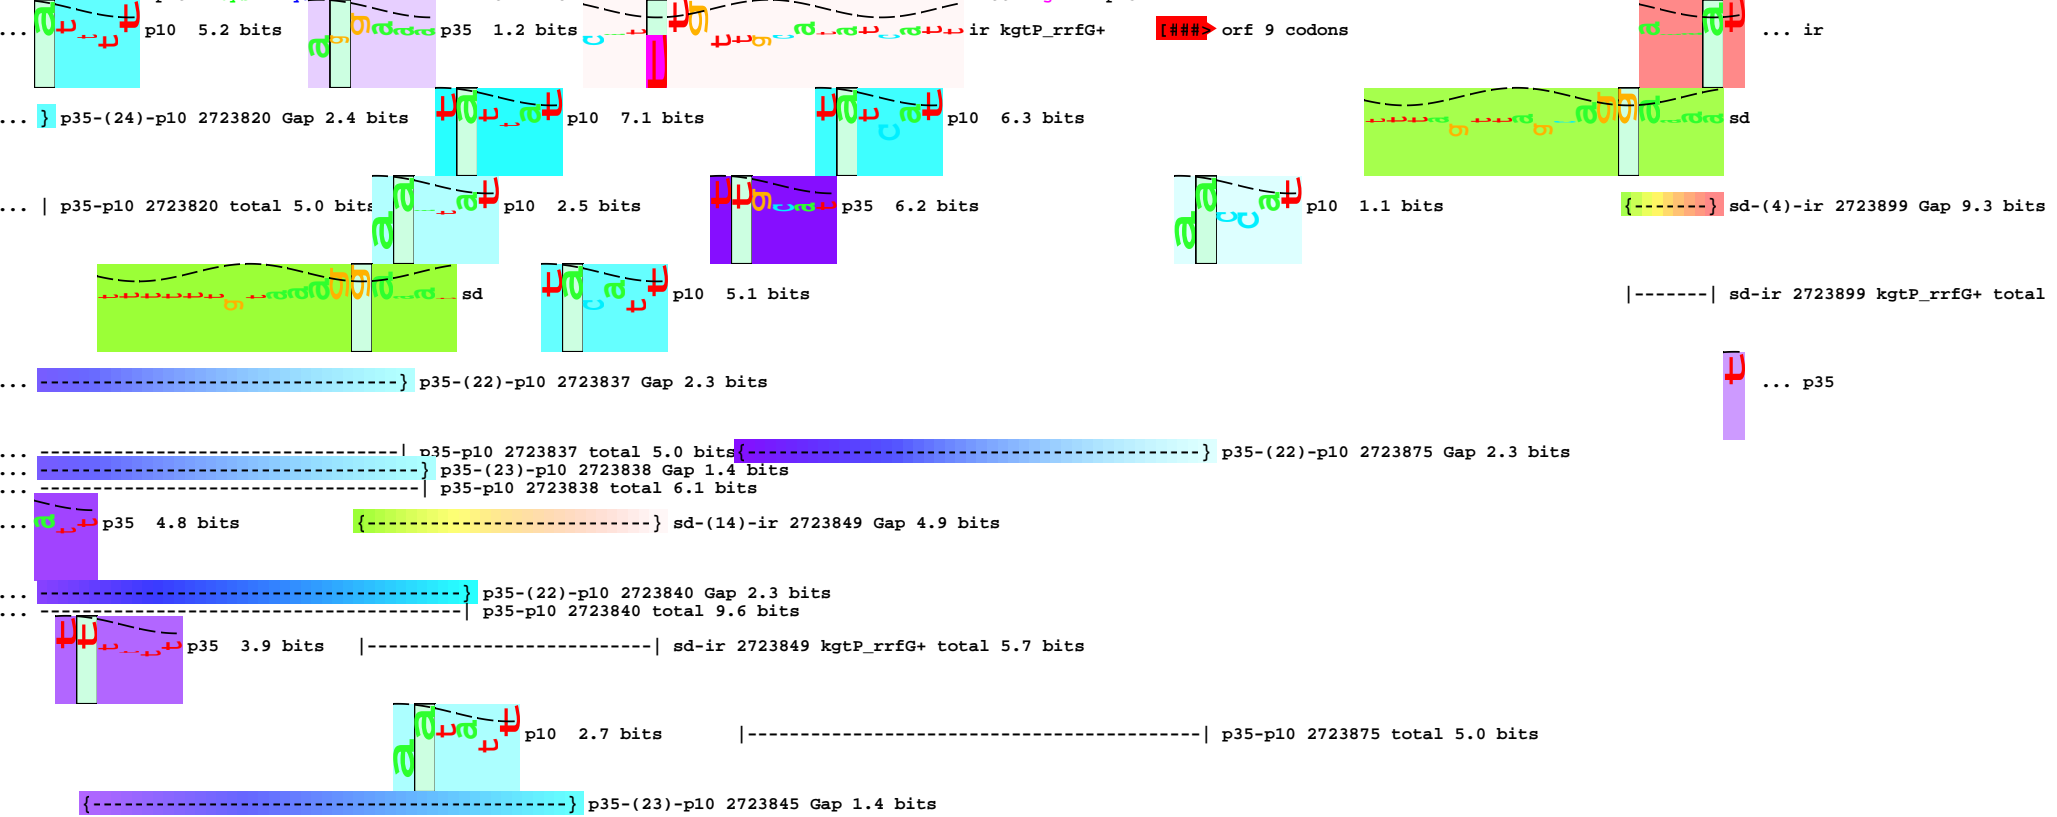 ... p10 5.2 bits p35 1.2 bits ir kgtP_rrfG+ [###> orf 9 codons ... ir
... } p35-(24)-p10 2723820 Gap 2.4 bits p10 7.1 bits p10 6.3 bits sd
... | p35-p10 2723820 total 5.0 bits p10 2.5 bits p35 6.2 bits p10 1.1 bits {-------} sd-(4)-ir 2723899 Gap 9.3 bits
sd p10 5.1 bits |-------| sd-ir 2723899 kgtP_rrfG+ total
... ----------------------------------} p35-(22)-p10 2723837 Gap 2.3 bits ... p35
... ----------------------------------| p35-p10 2723837 total 5.0 bits {-------------------------------------------} p35-(22)-p10 2723875 Gap 2.3 bits
... ------------------------------------} p35-(23)-p10 2723838 Gap 1.4 bits
... ------------------------------------| p35-p10 2723838 total 6.1 bits
... p35 4.8 bits {---------------------------} sd-(14)-ir 2723849 Gap 4.9 bits
... ----------------------------------------} p35-(22)-p10 2723840 Gap 2.3 bits
... ----------------------------------------| p35-p10 2723840 total 9.6 bits
p35 3.9 bits |---------------------------| sd-ir 2723849 kgtP_rrfG+ total 5.7 bits
p10 2.7 bits |-------------------------------------------| p35-p10 2723875 total 5.0 bits
{---------------------------------------------} p35-(23)-p10 2723845 Gap 1.4 bits